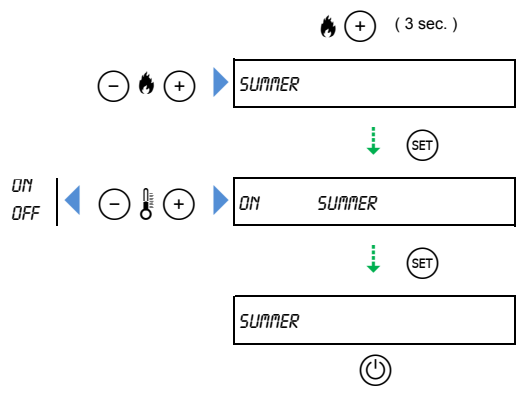 ( 3 sec. )
SUMMER
SET
ON
OFF
ON SUMMER
SET
SUMMER